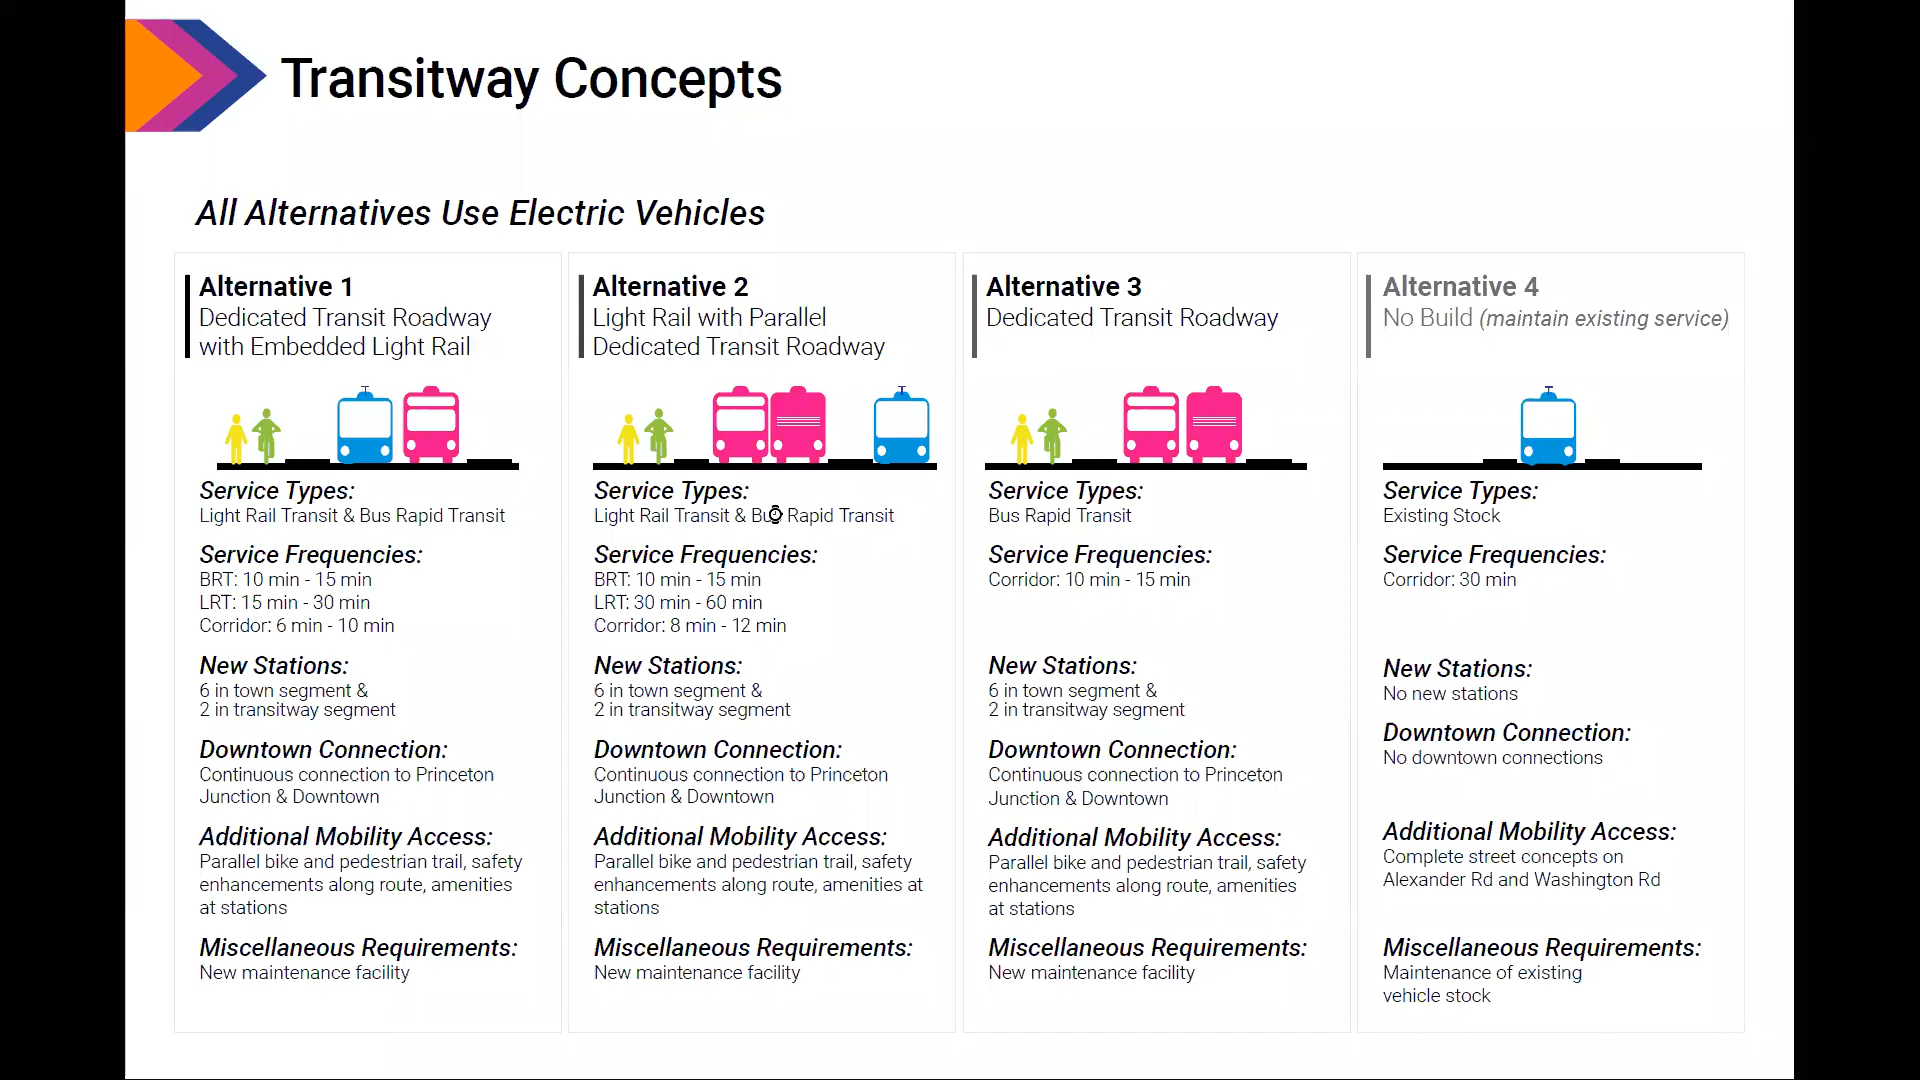 Transitway Concepts
All Alternatives Use Electric Vehicles
Alternative 1
Dedicated Transit Roadway
with Embedded Light Rail
Service Types:
Light Rail Transit & Bus Rapid Transit
Service Frequencies:
BRT: 10 min - 15 min
LRT: 15 min - 30 min
Corridor: 6 min - 10 min
New Stations:
6 in town segment &
2 in transitway segment
Downtown Connection:
Continuous connection to Princeton
Junction & Downtown
Additional Mobility Access:
Parallel bike and pedestrian trail, safety
enhancements along route, amenities
at stations
Miscellaneous Requirements:
New maintenance facility
Alternative 2
Light Rail with Parallel
Dedicated Transit Roadway
Service Types:
Light Rail Transit & Bus Rapid Transit
Service Frequencies:
BRT: 10 min - 15 min
LRT: 30 min - 60 min
Corridor: 8 min - 12 min
New Stations:
6 in town segment &
2 in transitway segment
Downtown Connection:
Continuous connection to Princeton
Junction & Downtown
Additional Mobility Access:
Parallel bike and pedestrian trail, safety
enhancements along route, amenities at
stations
Miscellaneous Requirements:
New maintenance facility
Alternative 3
Dedicated Transit Roadway
Service Types:
Bus Rapid Transit
Service Frequencies:
Corridor: 10 min - 15 min
New Stations:
6 in town segment &
2 in transitway segment
Downtown Connection:
Continuous connection to Princeton
Junction & Downtown
Additional Mobility Access:
Parallel bike and pedestrian trail, safety
enhancements along route, amenities
at stations
Miscellaneous Requirements:
New maintenance facility
Alternative 4
No Build (maintain existing service)
Service Types:
Existing Stock
Service Frequencies:
Corridor: 30 min
New Stations:
No new stations
Downtown Connection:
No downtown connections
Additional Mobility Access:
Complete street concepts on
Alexander Rd and Washington Rd
Miscellaneous Requirements:
Maintenance of existing
vehicle stock